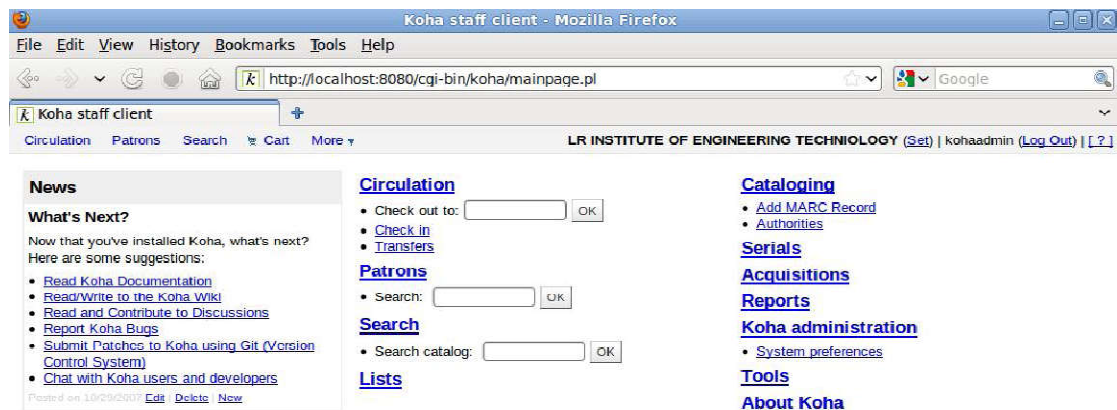 Koha staff client - Mozilla Firefox
File Edit View History Bookmarks Tools Help
http://localhost:8080/cgi-bin/koha/mainpage.pl
Google
Koha staff client
Circulation Patrons Search Cart More
LR INSTITUTE OF ENGINEERING TECHNIOLOGY (Set) | kohaadmin (Log Out) | [ ? ]
News
What's Next?
Now that you've installed Koha, what's next?
Here are some suggestions:
• Read Koha Documentation
• Read/Write to the Koha Wiki
• Read and Contribute to Discussions
• Report Koha Bugs
• Submit Patches to Koha using Git (Version
Control System)
• Chat with Koha users and developers
Posted on 10/29/2007 Edit | Delete | New
Circulation
• Check out to: OK
• Check in
• Transfers
Patrons
• Search: OK
Search
• Search catalog: OK
Lists
Cataloging
• Add MARC Record
• Authorities
Serials
Acquisitions
Reports
Koha administration
• System preferences
Tools
About Koha